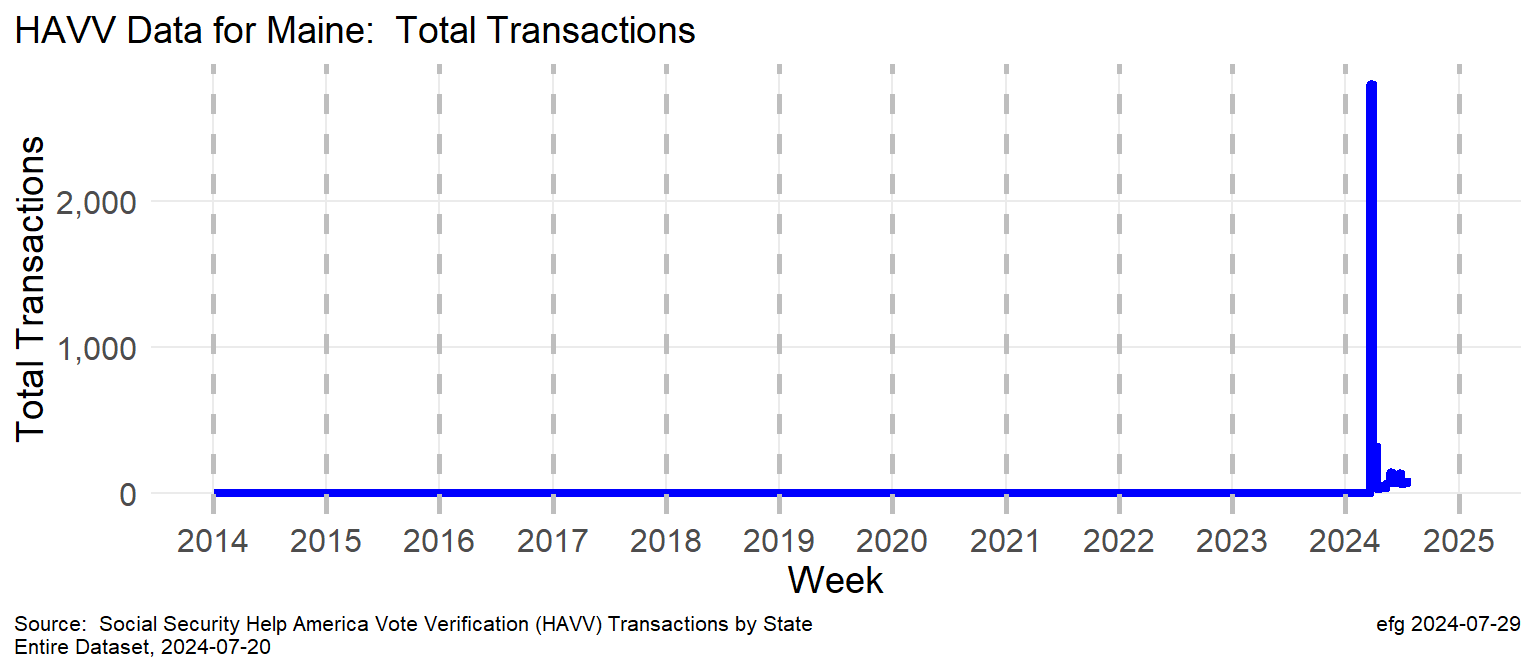 HAVV Data for Maine:  Total Transactions
Total Transactions
2,000
1,000
0
2014 2015 2016 2017 2018 2019 2020 2021 2022 2023 2024 2025
Week
Source:  Social Security Help America Vote Verification (HAVV) Transactions by State
Entire Dataset, 2024-07-20
efg 2024-07-29